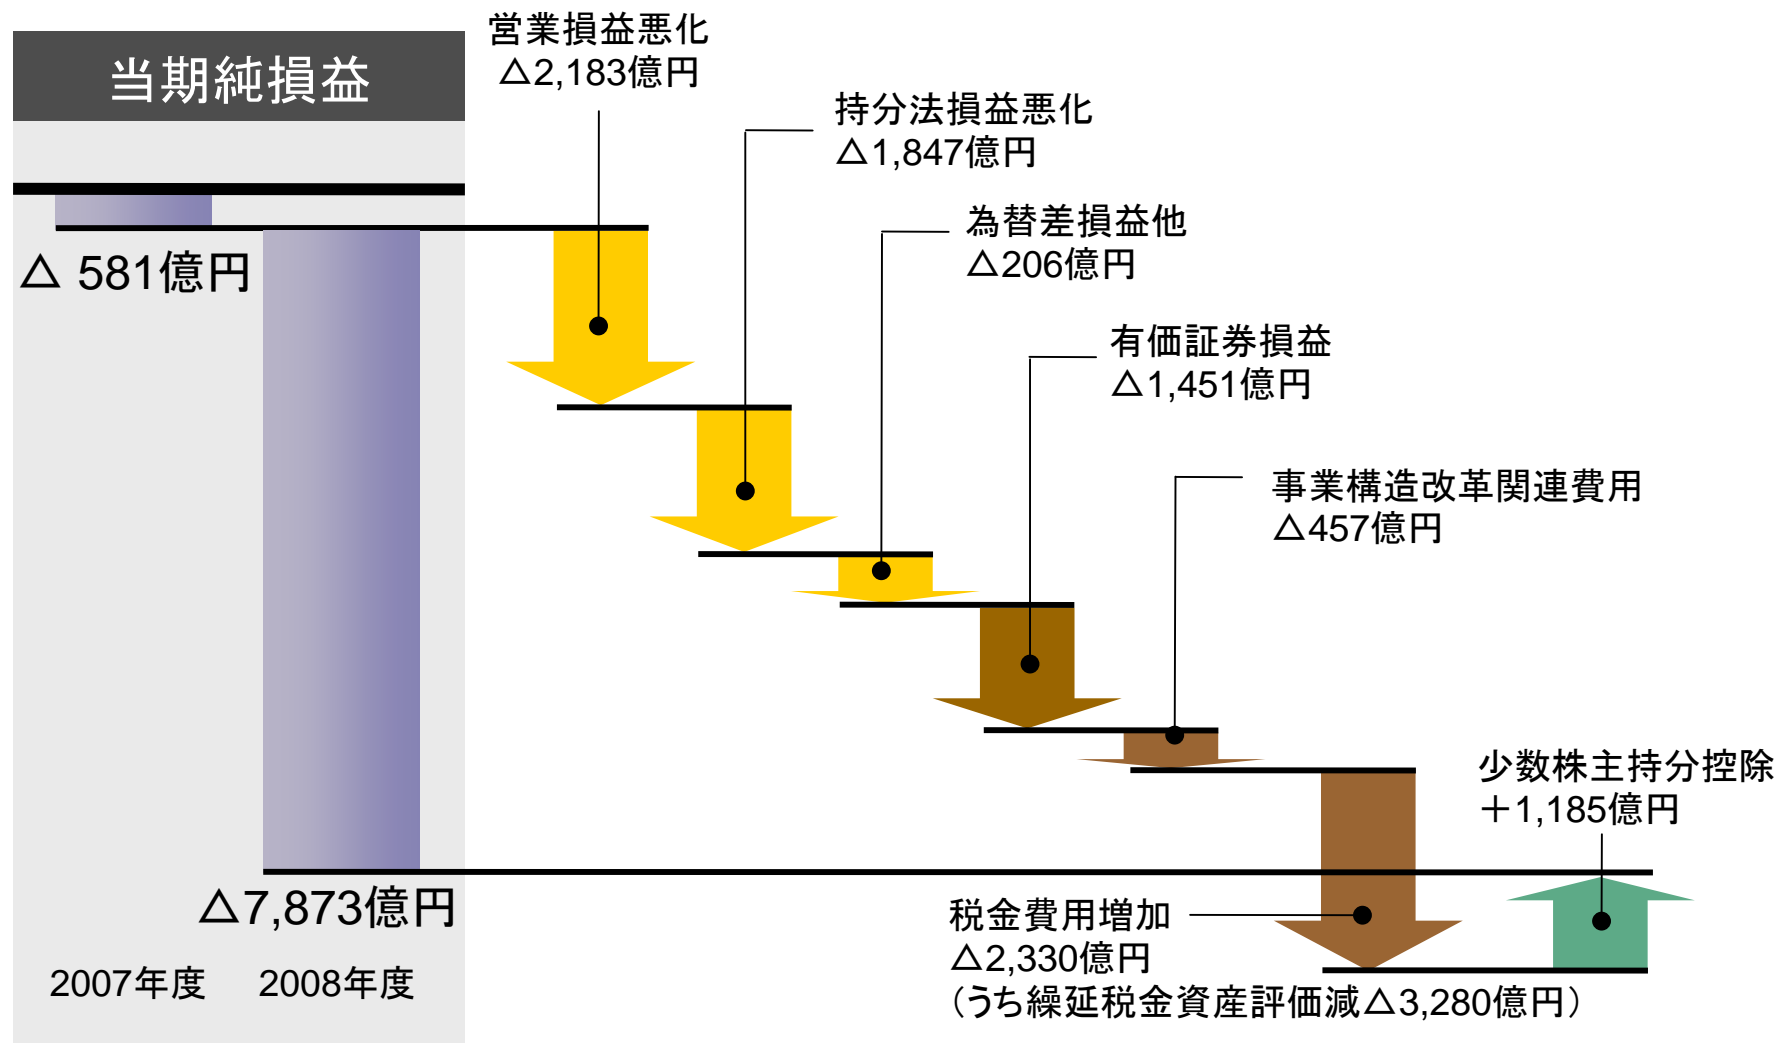 当期純損益
営業損益悪化
△2,183億円
持分法損益悪化
△1,847億円
為替差損益他
△206億円
△ 581億円
有価証券損益
△1,451億円
事業構造改革関連費用
△457億円
少数株主持分控除
＋1,185億円
△7,873億円
税金費用増加
△2,330億円
（うち繰延税金資産評価減△3,280億円）
2007年度
2008年度